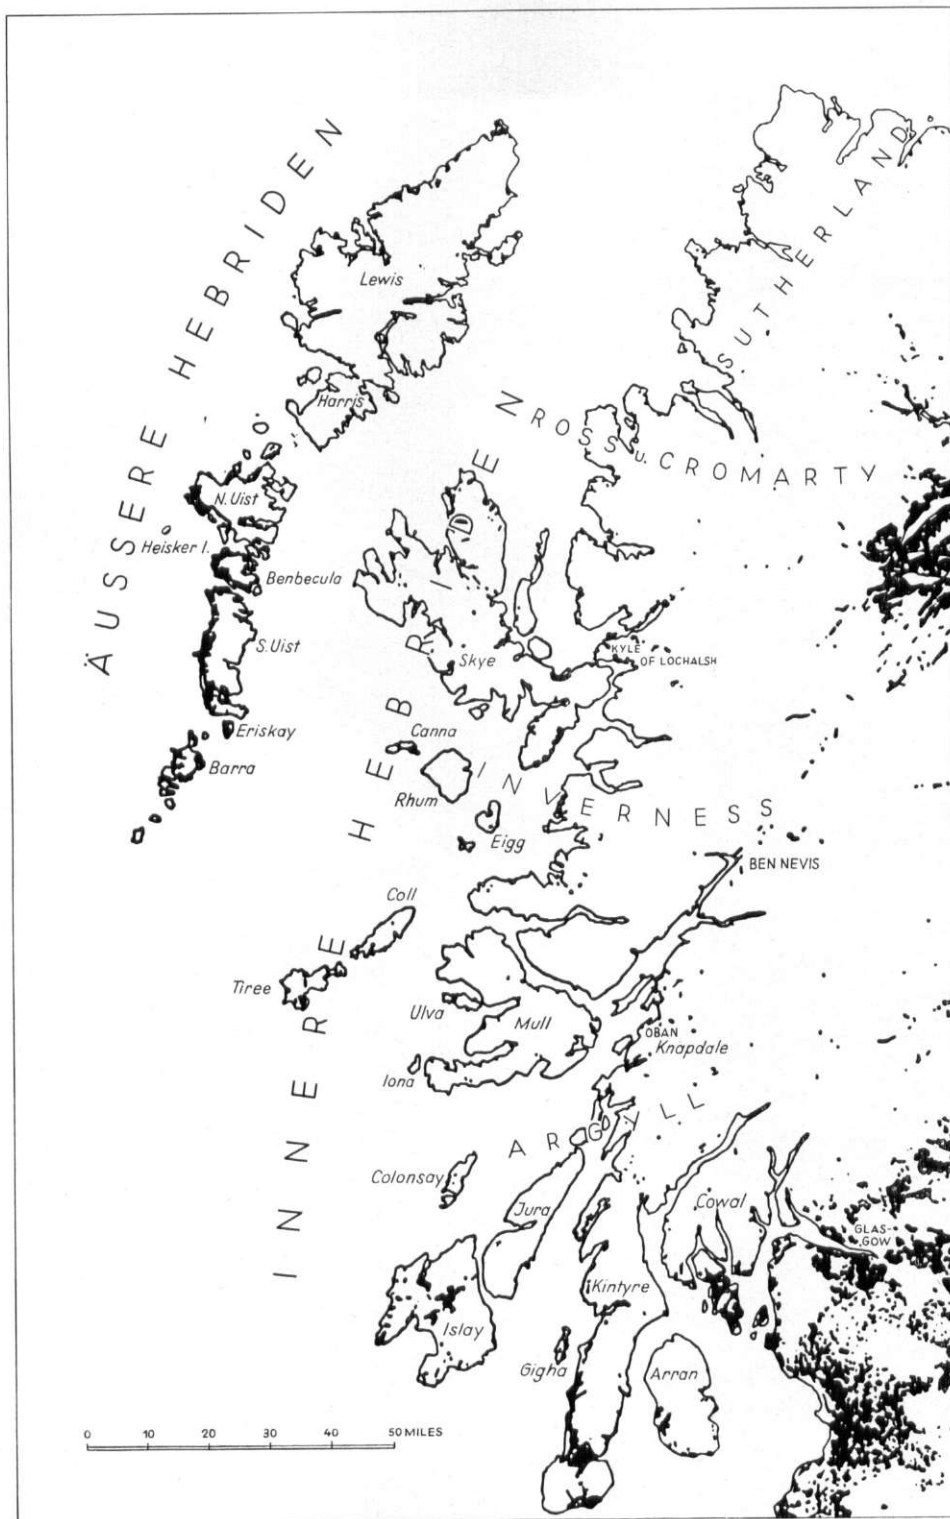 ÄUSSERE HEBRIDEN
SUTHERLAND
Lewis
Harris
ROSS u. CROMARTY
N. Uist
Heisker I.
Benbecula
S. Uist
Skye
KYLE
OF LOCHALSH
Eriskay
Barra
Canna
Rhum
INVERNESS
Eigg
BEN NEVIS
INNERE HEBRIDEN
Coll
Tiree
Ulva
Mull
OBAN
Knapdale
Iona
ARGYLL
Colonsay
Jura
Cowal
GLAS-
GOW
Kintyre
Islay
Gigha
Arran
0 10 20 30 40 50 MILES